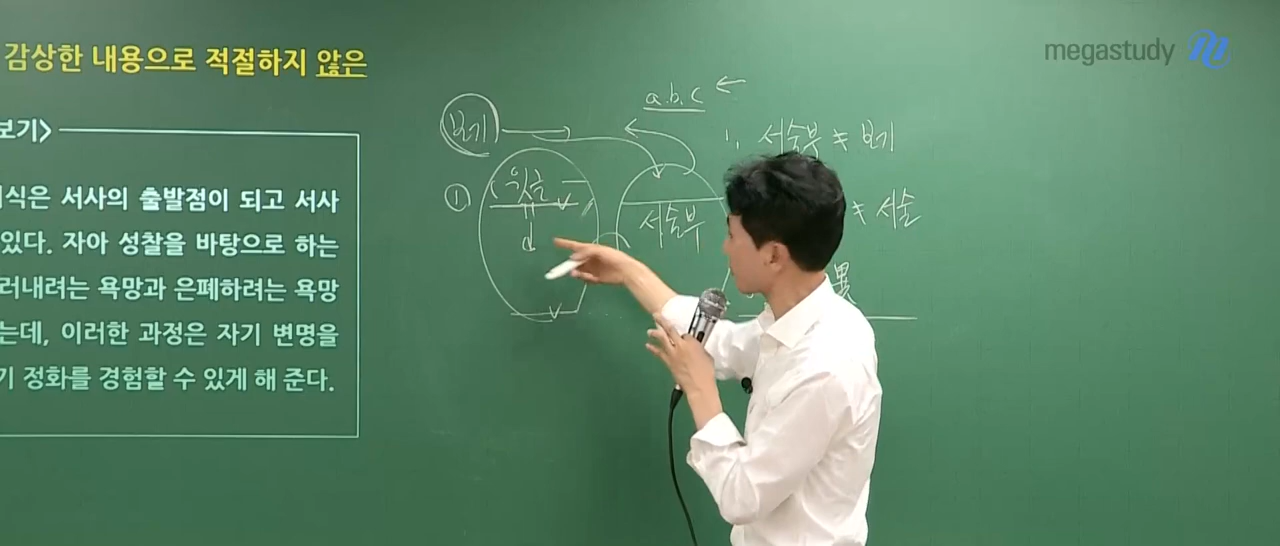 감상한 내용으로 적절하지 않은
megastudy
보기>
식은 서사의 출발점이 되고 서사
있다. 자아 성찰을 바탕으로 하는
러내려는 욕망과 은폐하려는 욕망
는데, 이러한 과정은 자기 변명을
기 정화를 경험할 수 있게 해 준다.
a.b.c ←
보기
1. 서술부 ≠ 보기
①
d
서술부
≠ 서술
異